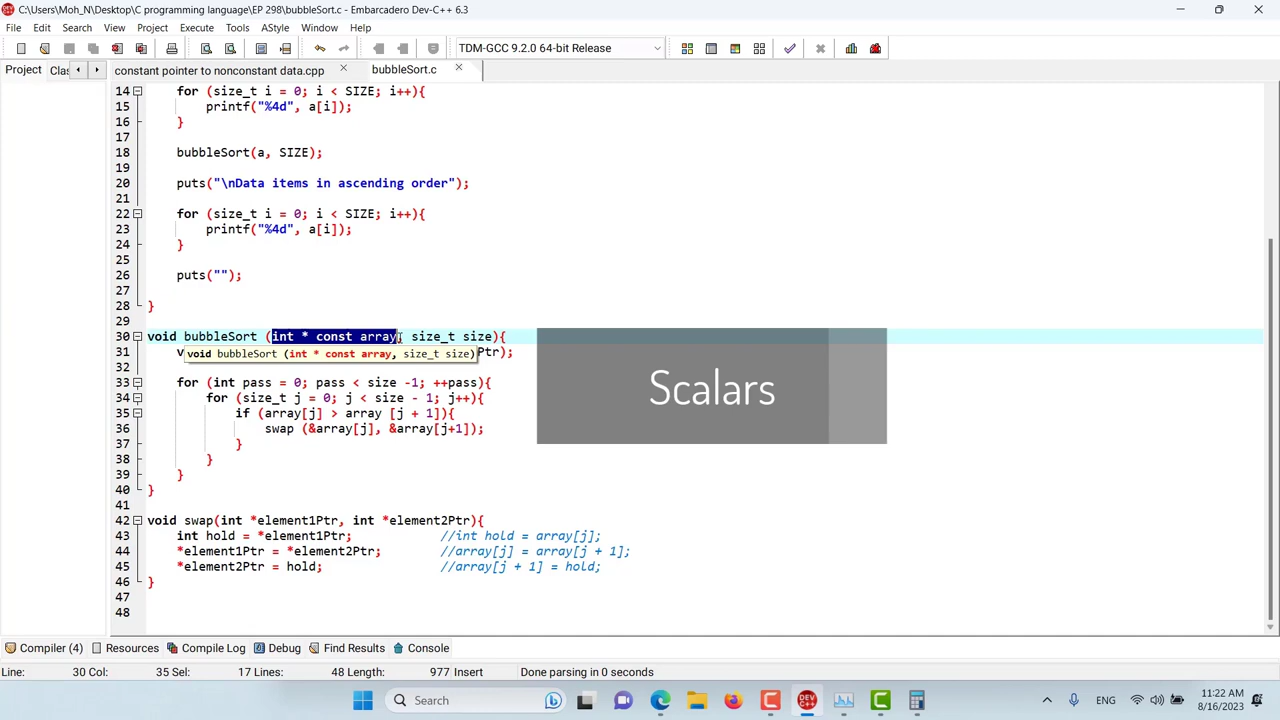 C:\Users\Moh_N\Desktop\C programming language\EP 298\bubbleSort.c - Embarcadero Dev-C++ 6.3
File Edit Search View Project Execute Tools AStyle Window Help
TDM-GCC 9.2.0 64-bit Release
Project Clas constant pointer to nonconstant data.cpp bubbleSort.c
14 for (size_t i = 0; i < SIZE; i++){
15 printf("%4d", a[i]);
16 }
17
18 bubbleSort(a, SIZE);
19
20 puts("\nData items in ascending order");
21
22 for (size_t i = 0; i < SIZE; i++){
23 printf("%4d", a[i]);
24 }
25
26 puts("");
27
28 }
29
30 void bubbleSort (int * const array, size_t size){
31 v void bubbleSort (int * const array, size_t size) Ptr);
32
33 for (int pass = 0; pass < size -1; ++pass){
34 for (size_t j = 0; j < size - 1; j++){
35 if (array[j] > array [j + 1]){
36 swap (&array[j], &array[j+1]);
37 }
38 }
39 }
40 }
41
42 void swap(int *element1Ptr, int *element2Ptr){
43 int hold = *element1Ptr; //int hold = array[j];
44 *element1Ptr = *element2Ptr; //array[j] = array[j + 1];
45 *element2Ptr = hold; //array[j + 1] = hold;
46 }
47
48
Scalars
Compiler (4) Resources Compile Log Debug Find Results Console
Line: 30 Col: 35 Sel: 17 Lines: 48 Length: 977 Insert Done parsing in 0 seconds
Search DEV C++ ENG 11:22 AM
8/16/2023